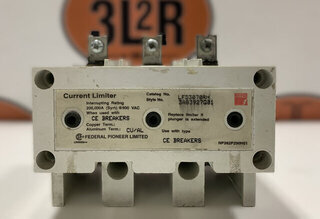 3L2R
Current Limiter
Interrupting Rating
200,000A (Sym) @600 VAC
When used with
CE BREAKERS
Copper Term.:
Aluminum Term.: CU/AL
FEDERAL PIONEER LIMITED
Catalog No.
Style No.
Replace limiter if
plunger is extended
Use with type
CE BREAKERS